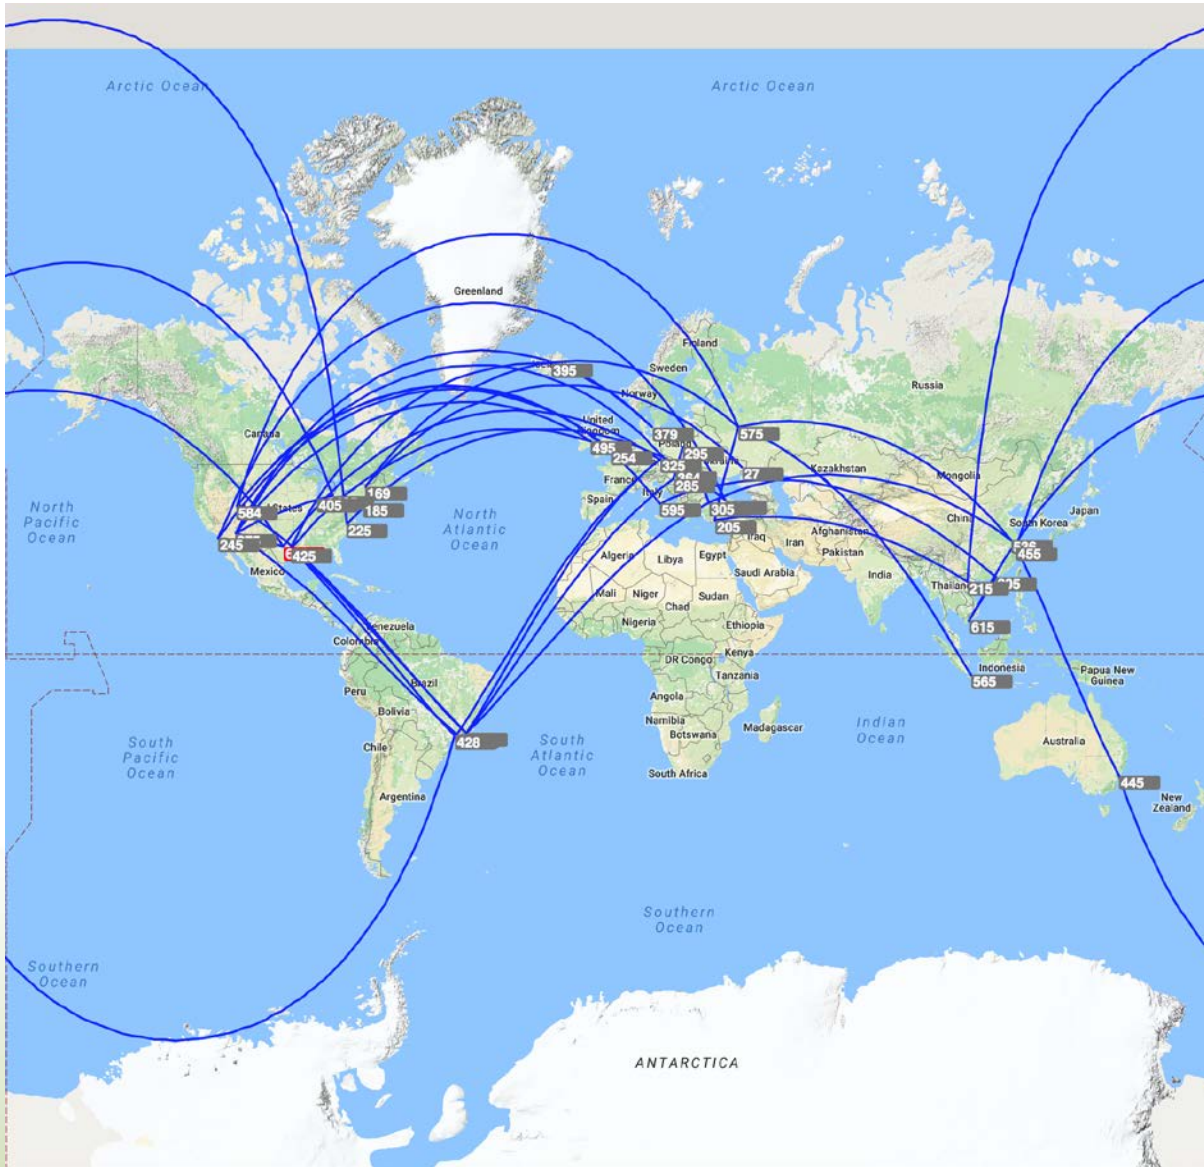 Arctic Ocean
Arctic Ocean
Greenland
Finland
Sweden
395
Norway
Russia
Canada
United
Kingdom
495
254
379
Poland
295
325
575
27
Kazakhstan
Mongolia
France
285
Italy
Spain
595
305
205
169
405
185
225
584
245
425
Mexico
North
Pacific
Ocean
North
Atlantic
Ocean
China
South Korea
Japan
455
Afghanistan
Iraq
Iran
Pakistan
Algeria
Libya
Egypt
Saudi Arabia
India
Thailand
215
615
Mali
Niger
Chad
Sudan
Nigeria
Ethiopia
Venezuela
Colombia
DR Congo
Kenya
Tanzania
Indonesia
565
Papua New
Guinea
Peru
Brazil
Bolivia
Angola
Namibia
Botswana
Madagascar
428
Chile
South
Pacific
Ocean
South
Atlantic
Ocean
Indian
Ocean
Australia
445
New
Zealand
South Africa
Argentina
Southern
Ocean
Southern
Ocean
ANTARCTICA